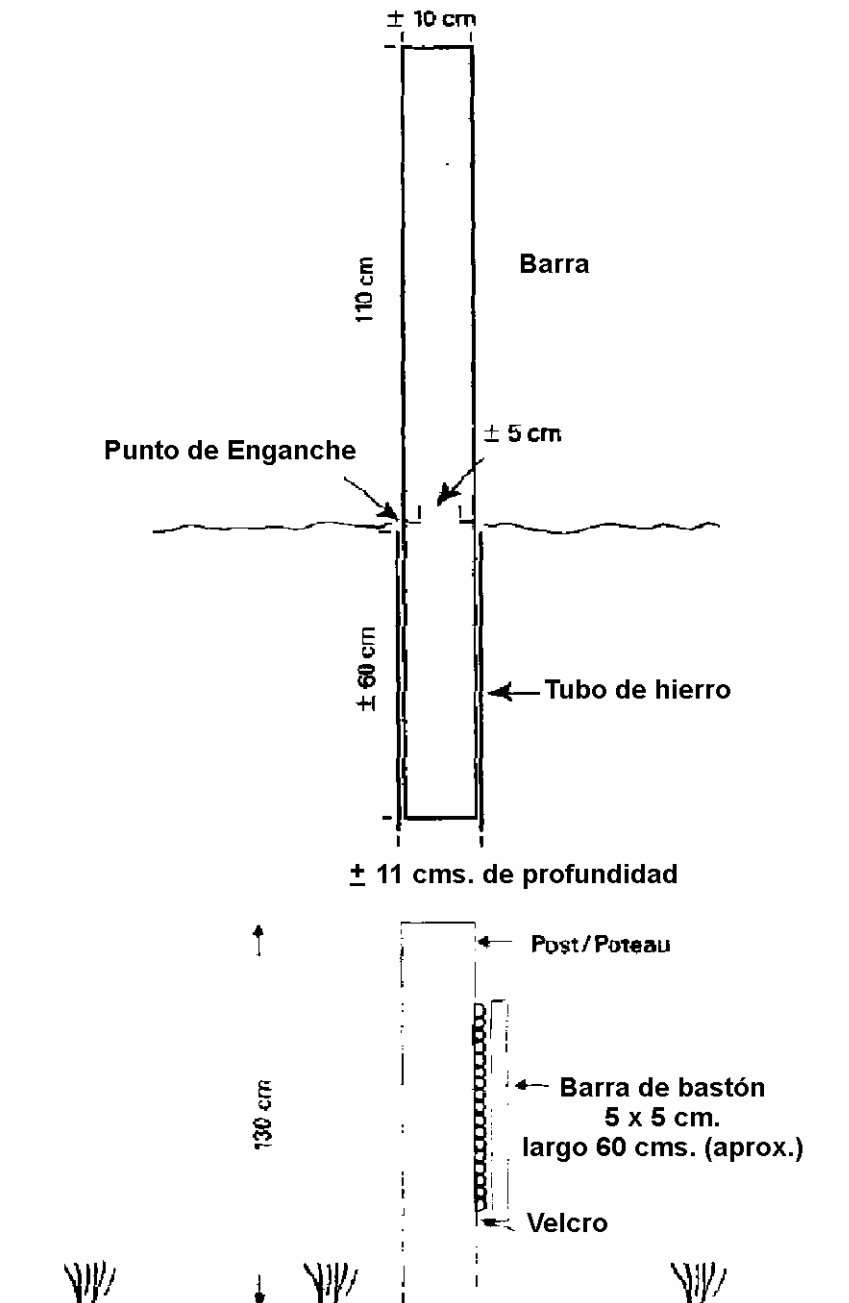 ± 10 cm
110 cm
Barra
± 5 cm
Punto de Enganche
± 60 cm
Tubo de hierro
± 11 cms. de profundidad
Post/Poteau
130 cm
Barra de bastón
5 x 5 cm.
largo 60 cms. (aprox.)
Velcro